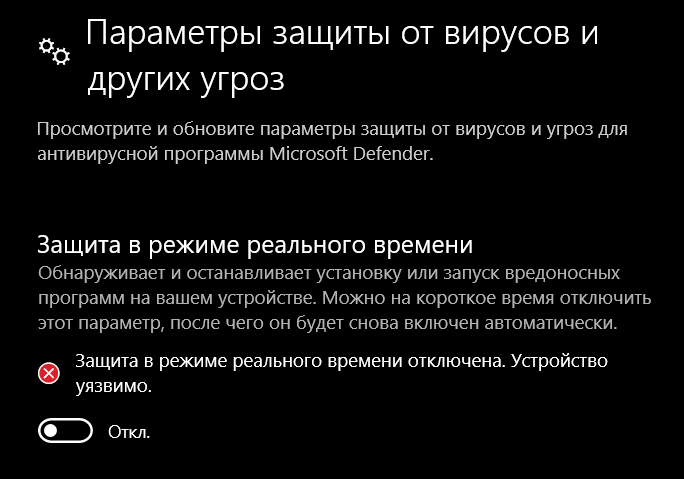 Параметры защиты от вирусов и
других угроз
Просмотрите и обновите параметры защиты от вирусов и угроз для
антивирусной программы Microsoft Defender.
Защита в режиме реального времени
Обнаруживает и останавливает установку или запуск вредоносных
программ на вашем устройстве. Можно на короткое время отключить
этот параметр, после чего он будет снова включен автоматически.
Защита в режиме реального времени отключена. Устройство
уязвимо.
Откл.